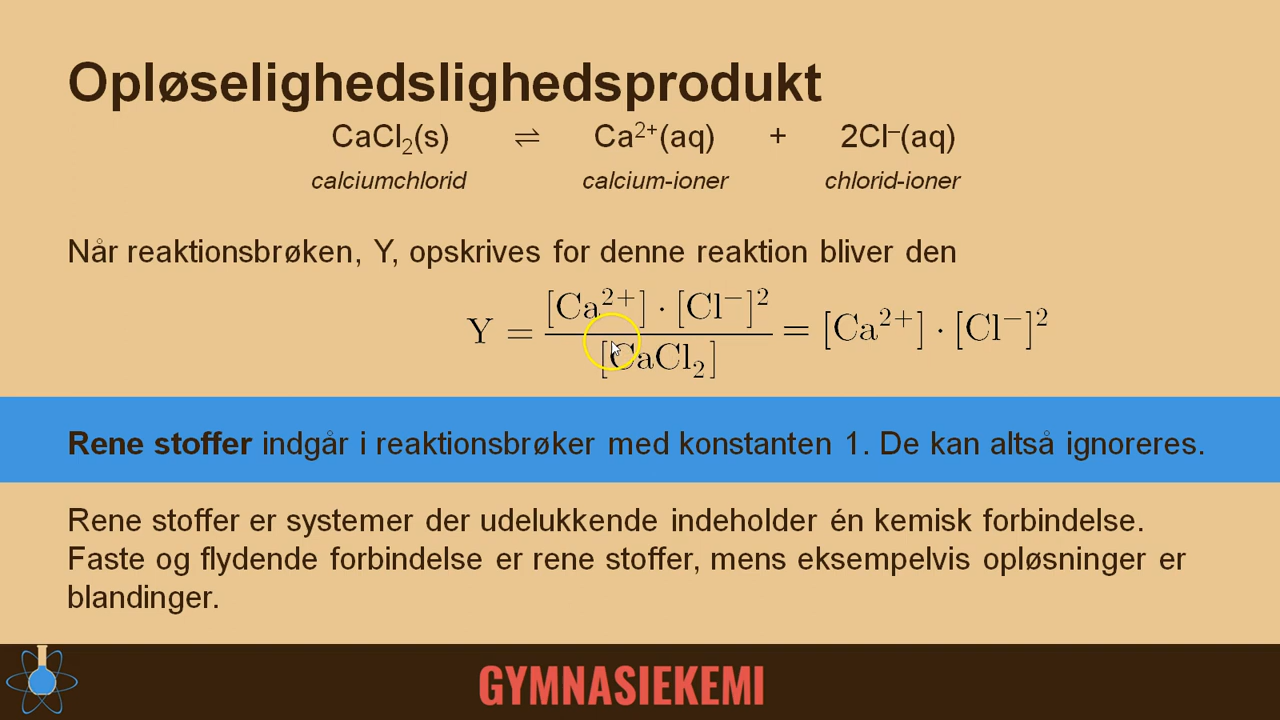 Opløselighedslighedsprodukt
CaCl₂(s) ⇌ Ca²⁺(aq) + 2Cl⁻(aq)
calciumchlorid calcium-ioner chlorid-ioner
Når reaktionsbrøken, Y, opskrives for denne reaktion bliver den
Y = [Ca²⁺] · [Cl⁻]² / [CaCl₂] = [Ca²⁺] · [Cl⁻]²
Rene stoffer indgår i reaktionsbrøker med konstanten 1. De kan altså ignoreres.
Rene stoffer er systemer der udelukkende indeholder én kemisk forbindelse.
Faste og flydende forbindelse er rene stoffer, mens eksempelvis opløsninger er
blandinger.
GYMNASIEKEMI